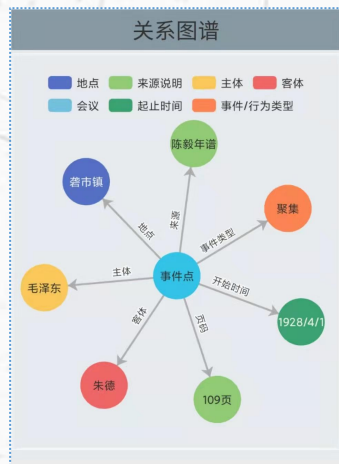 关系图谱
地点 来源说明 主体 客体
会议 起止时间 事件/行为类型
陈毅年谱
砻市镇
来源
聚集
地点
事件类型
主体
事件点
开始时间
毛泽东
客体
页码
1928/4/1
朱德
109页